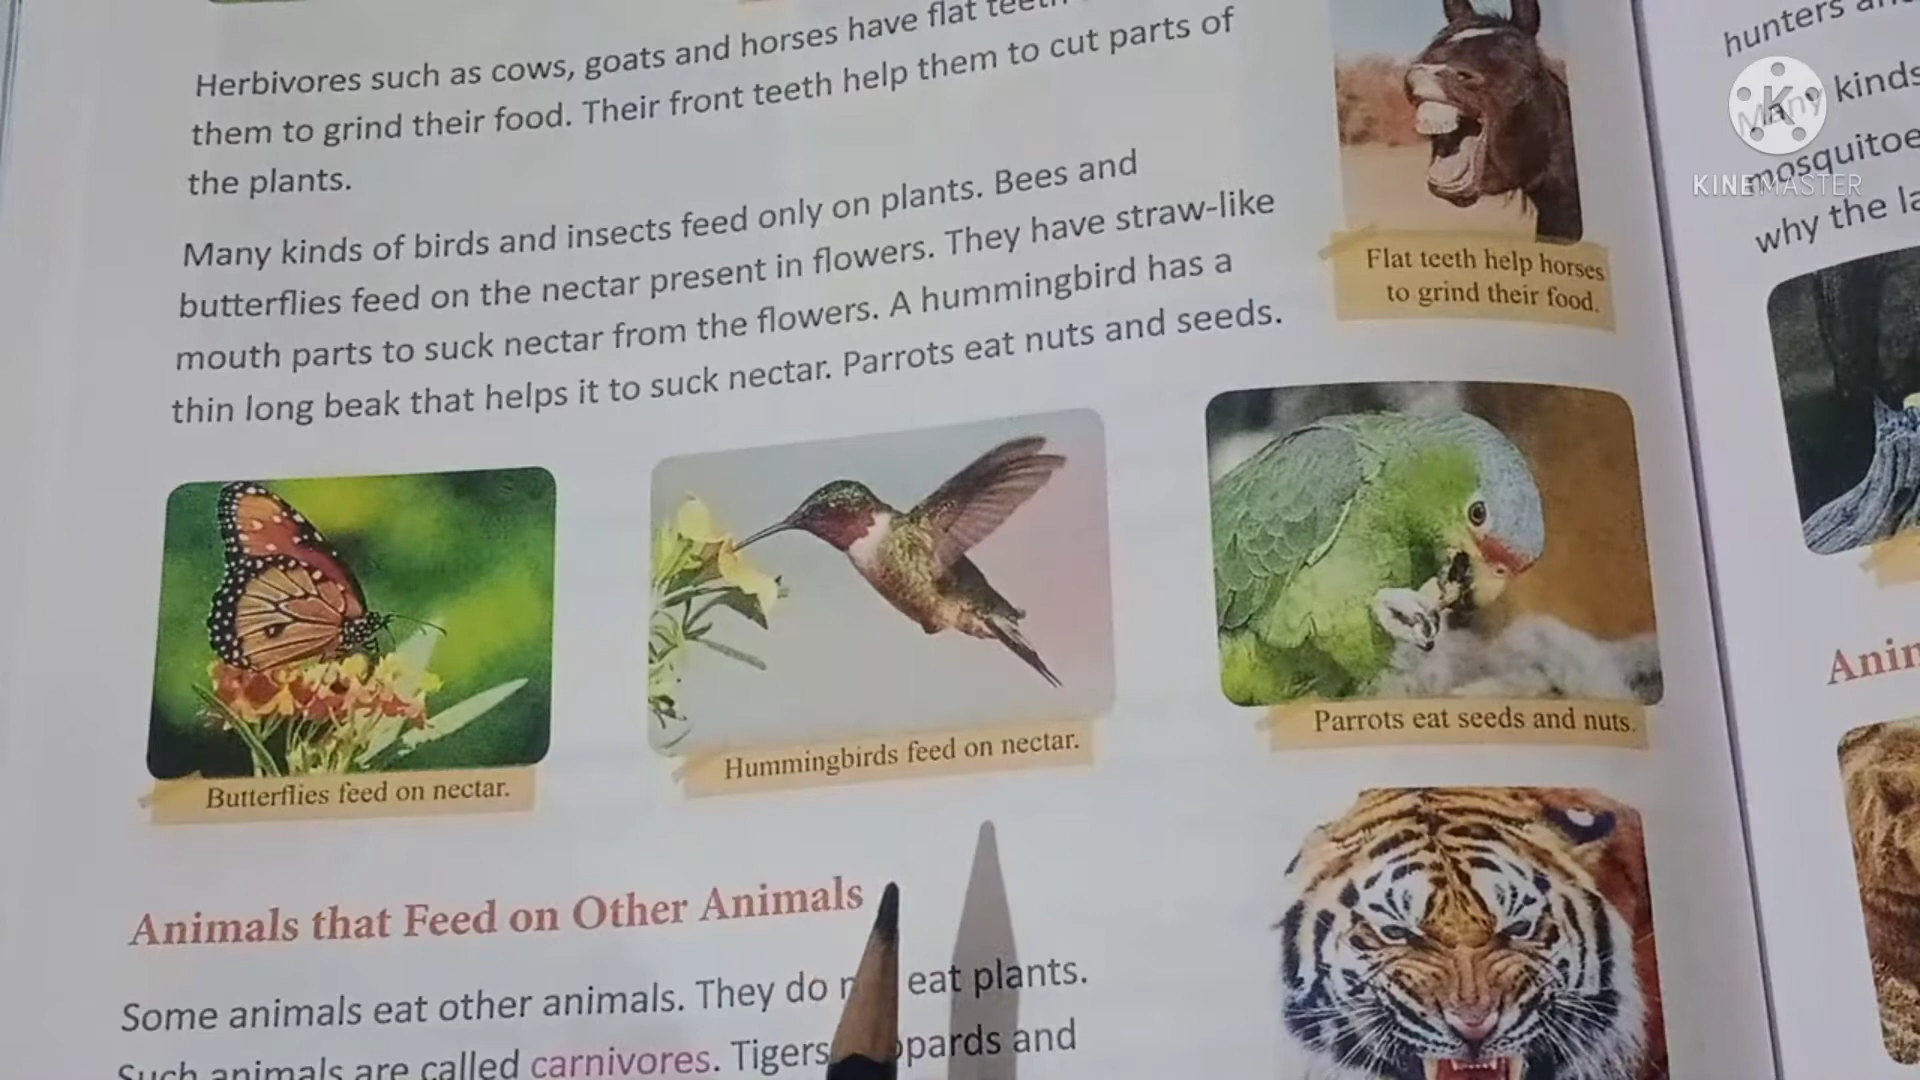 Herbivores such as cows, goats and horses have flat teeth
them to grind their food. Their front teeth help them to cut parts of
the plants.
Many kinds of birds and insects feed only on plants. Bees and
butterflies feed on the nectar present in flowers. They have straw-like
mouth parts to suck nectar from the flowers. A hummingbird has a
thin long beak that helps it to suck nectar. Parrots eat nuts and seeds.
Flat teeth help horses
to grind their food.
Butterflies feed on nectar.
Hummingbirds feed on nectar.
Parrots eat seeds and nuts.
Animals that Feed on Other Animals
Some animals eat other animals. They do eat plants.
Such animals are called carnivores. Tigers and
hunters
Many kinds
why the
KINEMASTER